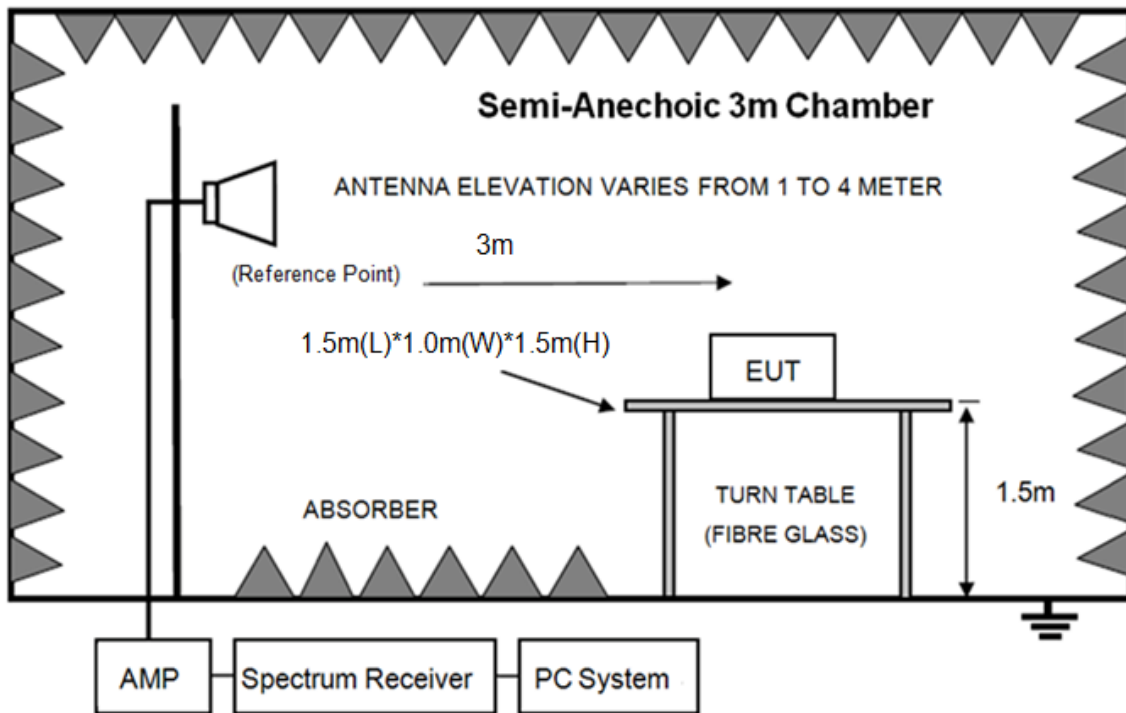 Semi-Anechoic 3m Chamber
ANTENNA ELEVATION VARIES FROM 1 TO 4 METER
3m
(Reference Point)
1.5m(L)*1.0m(W)*1.5m(H)
EUT
1.5m
TURN TABLE
(FIBRE GLASS)
ABSORBER
AMP
Spectrum Receiver
PC System